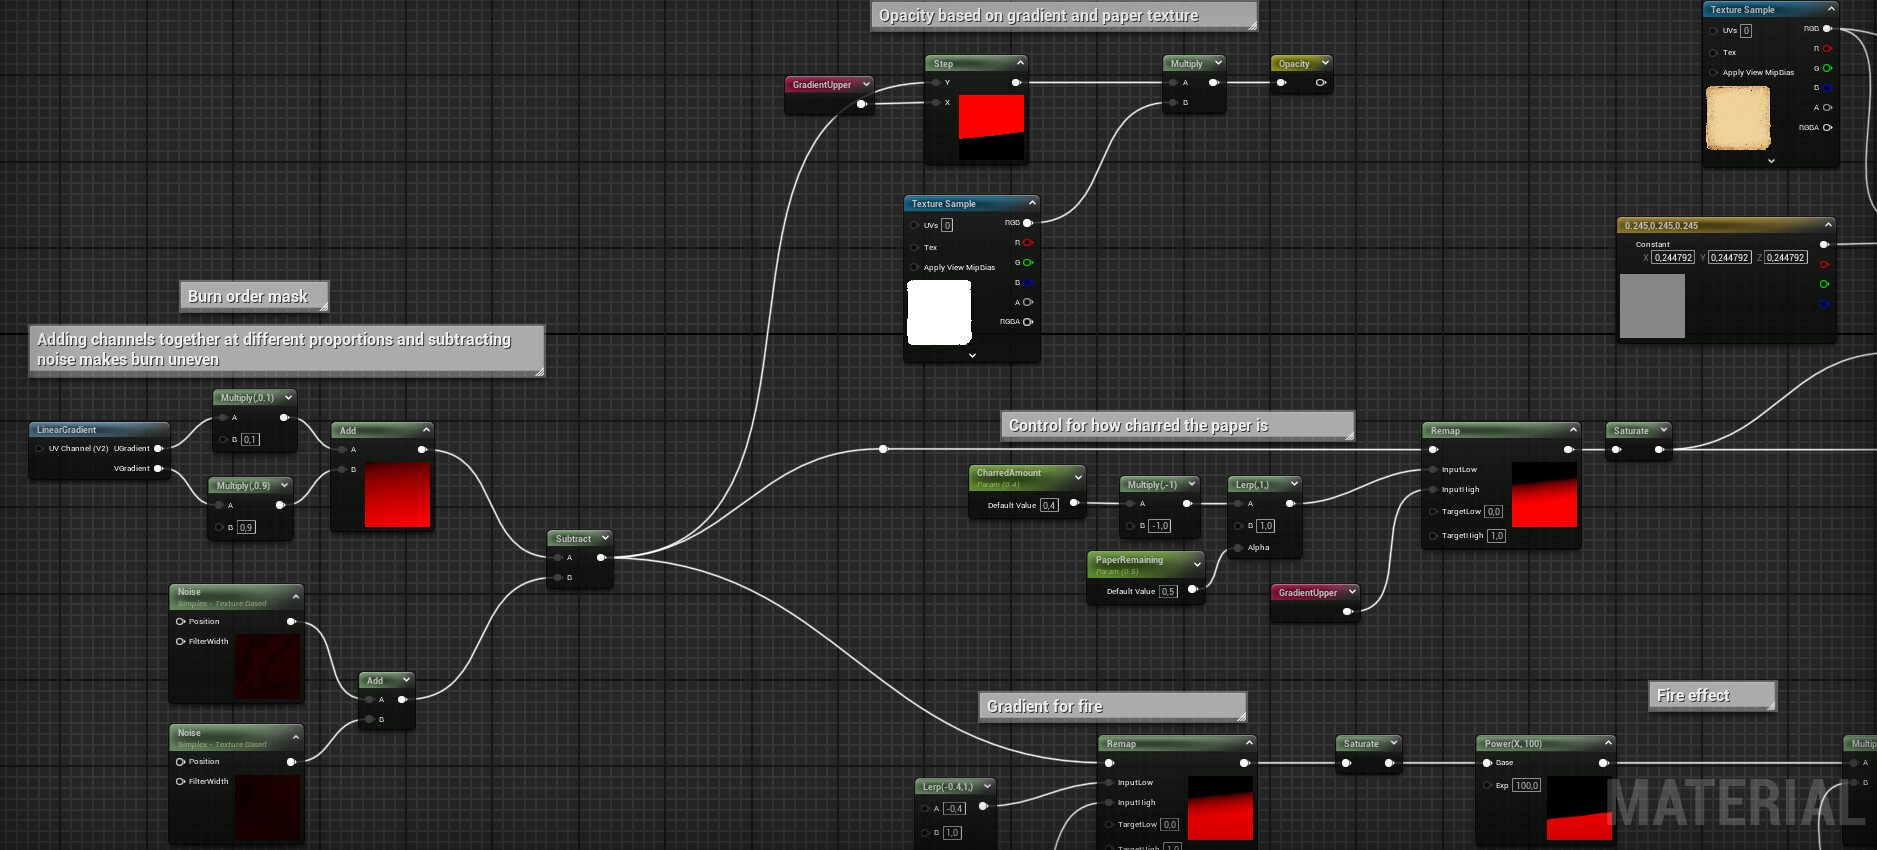 Opacity based on gradient and paper texture
GradientUpper
Step
Y
X
Multiply
A
B
Opacity
Texture Sample
UVs 0
Tex
Apply View MipBias
RGB
R
G
B
A
RGBA
Texture Sample
UVs 0
Tex
Apply View MipBias
RGB
R
G
B
A
RGBA
0.245,0.245,0.245
Constant
X 0,244792 Y 0,244792 Z 0,244792
Burn order mask
Adding channels together at different proportions and subtracting
noise makes burn uneven
LinearGradient
UV Channel (V2) UGradient
VGradient
Multiply(,0.1)
A
B 0,1
Multiply(,0.9)
A
B 0,9
Add
A
B
Subtract
A
B
Noise
Simplex - Texture Based
Position
FilterWidth
Noise
Simplex - Texture Based
Position
FilterWidth
Add
A
B
Control for how charred the paper is
CharredAmount
Param (0.4)
Default Value 0,4
Multiply(,-1)
A
B -1,0
Lerp(,1,)
A
B 1,0
Alpha
PaperRemaining
Param (0.5)
Default Value 0,5
GradientUpper
Remap
InputLow
InputHigh
TargetLow 0,0
TargetHigh 1,0
Saturate
Gradient for fire
Lerp(-0.4,1,)
A -0,4
B 1,0
Remap
InputLow
InputHigh
TargetLow 0,0
TargetHigh 1,0
Saturate
Fire effect
Power(X, 100)
Base
Exp 100,0
Multip
A
B
MATERIAL